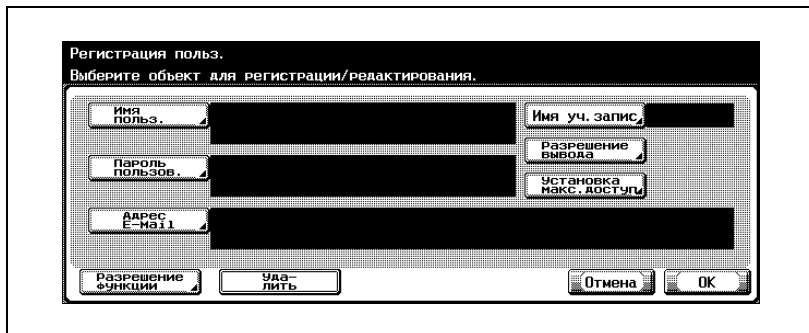 Регистрация польз.
Выберите объект для регистрации/редактирования.
Имя
польз.
Имя уч.запис.
Разрешение
вывода
Пароль
пользов.
Установка
макс.доступ.
Адрес
E-Mail
Разрешение
функции
Уда-
лить
Отмена
OK